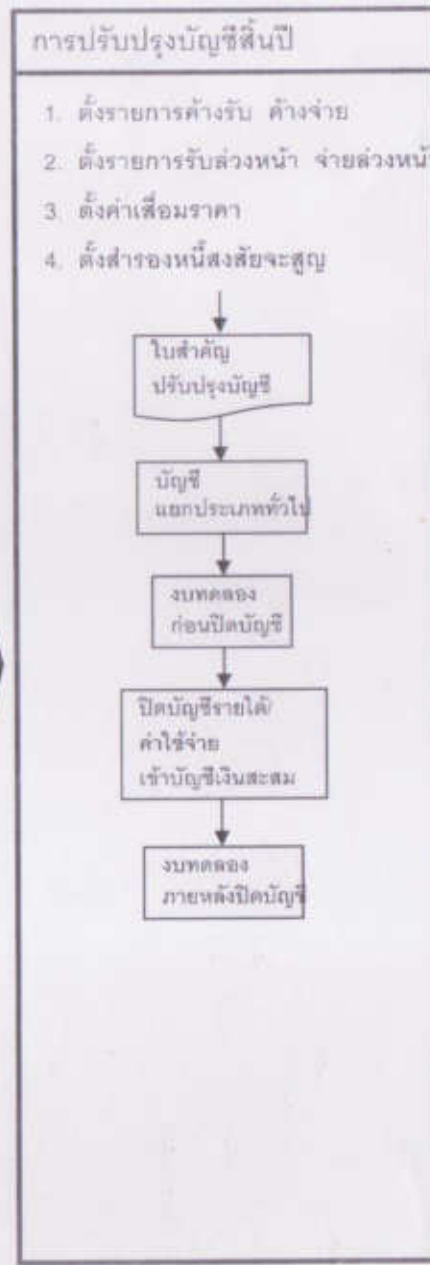 การปรับปรุงบัญชีสิ้นปี
1. ตั้งรายการค้างรับ ค้างจ่าย
2. ตั้งรายการรับล่วงหน้า จ่ายล่วงหน้
3. ตั้งค่าเสื่อมราคา
4. ตั้งสำรองหนี้สงสัยจะสูญ
ใบสำคัญ
ปรับปรุงบัญชี
บัญชี
แยกประเภททั่วไป
งบทดลอง
ก่อนปิดบัญชี
ปิดบัญชีรายได้/
ค่าใช้จ่าย
เข้าบัญชีเงินสะสม
งบทดลอง
ภายหลังปิดบัญชี